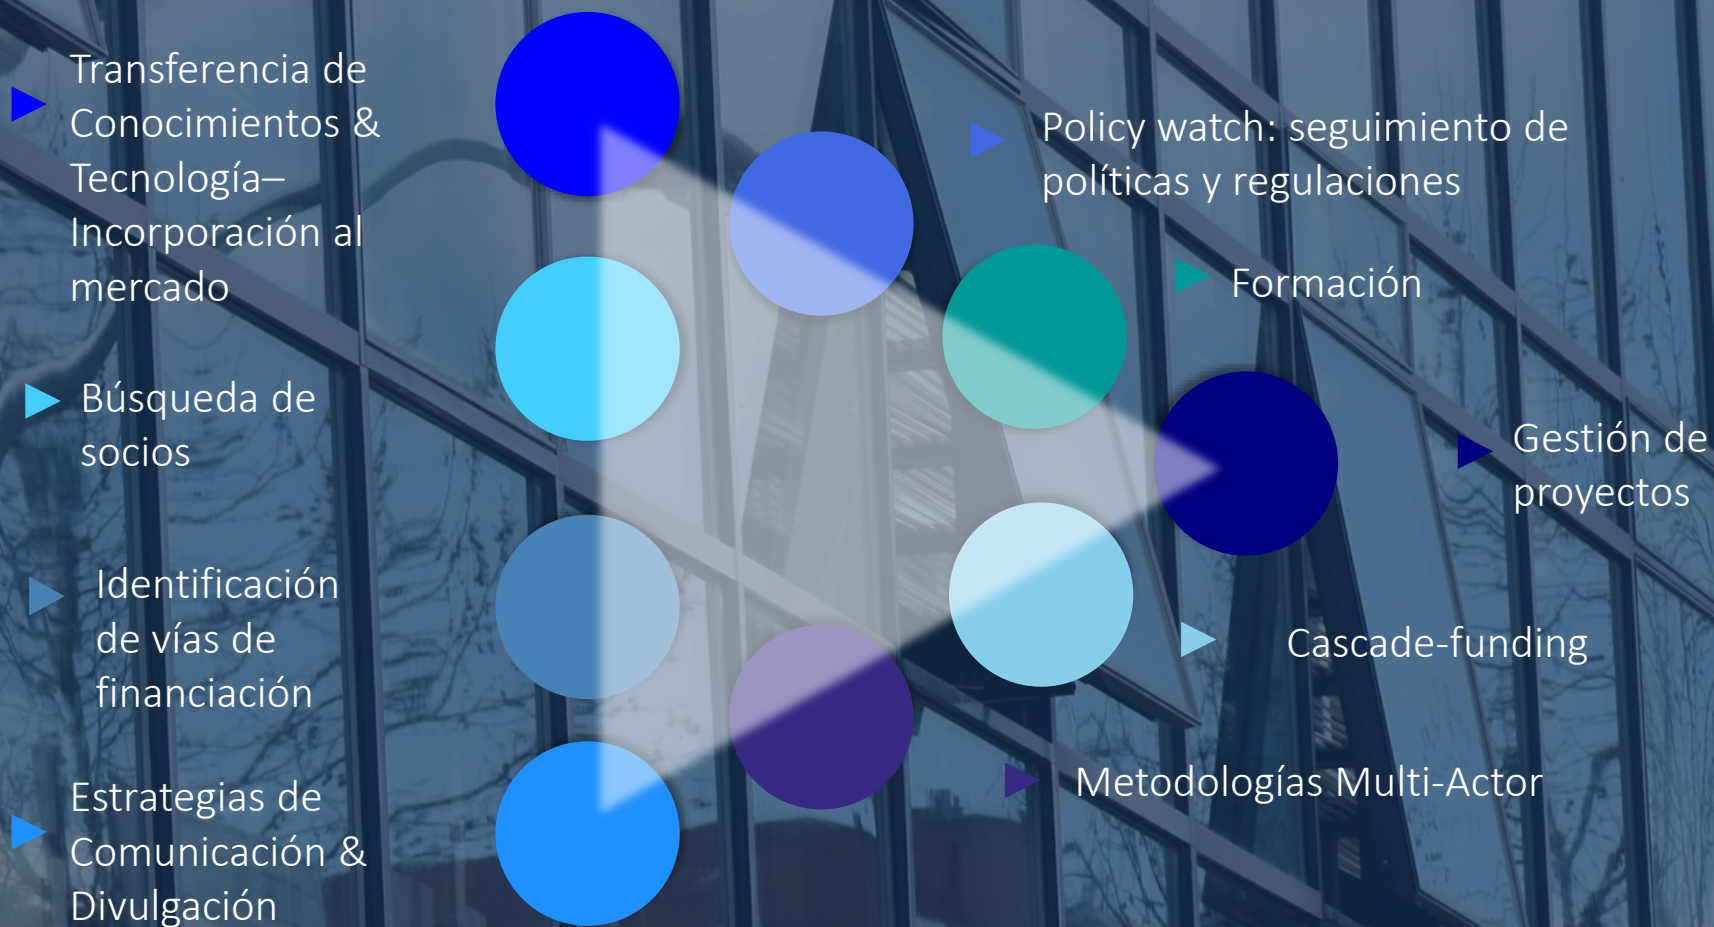 Transferencia de
Conocimientos &
Tecnología–
Incorporación al
mercado
Búsqueda de
socios
Identificación
de vías de
financiación
Estrategias de
Comunicación &
Divulgación
Policy watch: seguimiento de
políticas y regulaciones
Formación
Gestión de
proyectos
Cascade-funding
Metodologías Multi-Actor